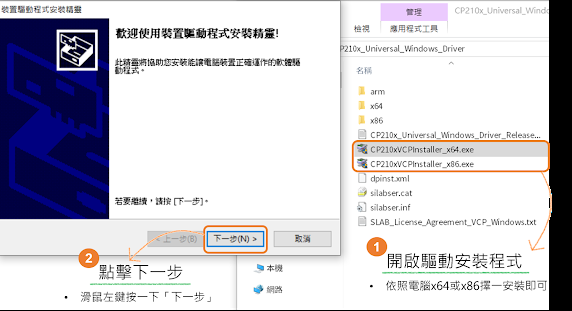 裝置驅動程式安裝精靈
歡迎使用裝置驅動程式安裝精靈!
此精靈將協助您安裝能讓電腦裝置正確運作的軟體驅
動程式。
若要繼續，請按 [下一步]。
< 上一步(B)
下一步(N) >
取消
2
點擊下一步
• 滑鼠左鍵按一下「下一步」
管理
CP210x_Universal_Windo
檢視
應用程式工具
CP210x_Universal_Windows_Driver
名稱
arm
x64
x86
CP210x_Universal_Windows_Driver_Release...
CP210xVCPInstaller_x64.exe
CP210xVCPInstaller_x86.exe
dpinst.xml
silabser.cat
silabser.inf
SLAB_License_Agreement_VCP_Windows.txt
本機
網路
1
開啟驅動安裝程式
• 依照電腦x64或x86擇一安裝即可